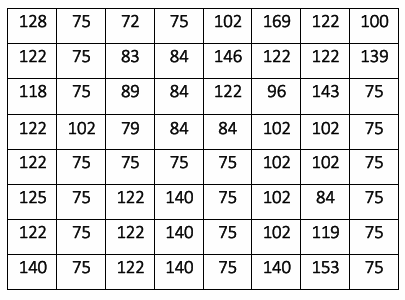 128 75 72 75 102 169 122 100
122 75 83 84 146 122 122 139
118 75 89 84 122 96 143 75
122 102 79 84 84 102 102 75
122 75 75 75 75 102 102 75
125 75 122 140 75 102 84 75
122 75 122 140 75 102 119 75
140 75 122 140 75 140 153 75